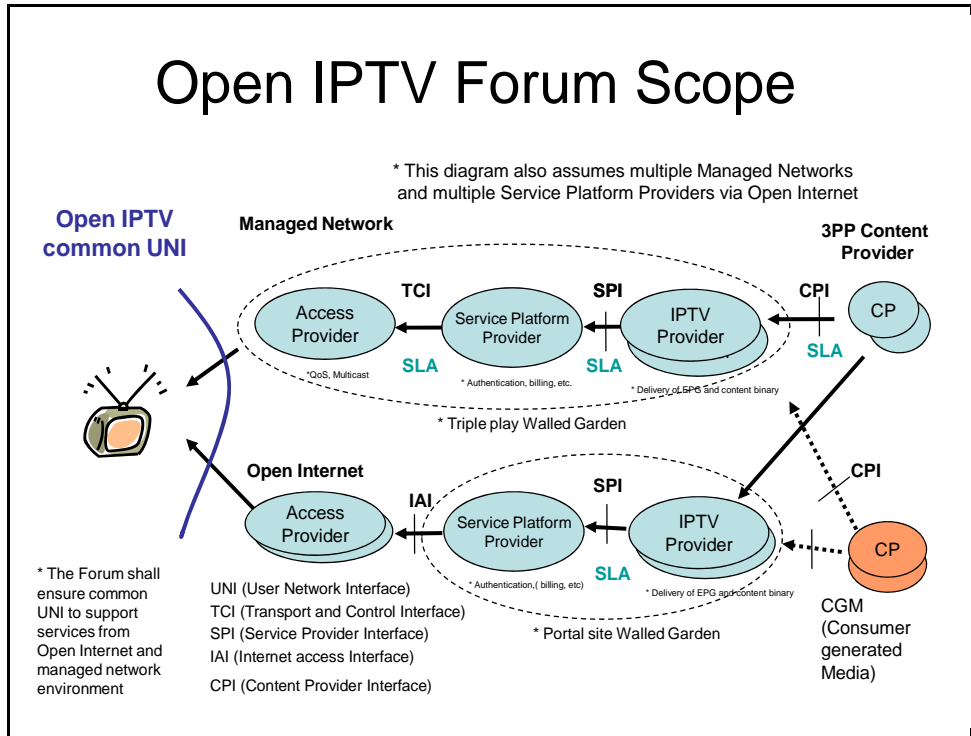 Open IPTV Forum Scope
* This diagram also assumes multiple Managed Networks
and multiple Service Platform Providers via Open Internet
Open IPTV
common UNI
Managed Network
3PP Content
Provider
TCI
SPI
CPI
Access
Provider
Service Platform
Provider
IPTV
Provider
CP
SLA
SLA
SLA
*QoS, Multicast
* Authentication, billing, etc.
* Delivery of EPG and content binary
* Triple play Walled Garden
Open Internet
CPI
IAI
SPI
Access
Provider
Service Platform
Provider
IPTV
Provider
CP
SLA
* Authentication,( billing, etc)
* Delivery of EPG and content binary
* Portal site Walled Garden
CGM
(Consumer
generated
Media)
* The Forum shall
ensure common
UNI to support
services from
Open Internet and
managed network
environment
UNI (User Network Interface)
TCI (Transport and Control Interface)
SPI (Service Provider Interface)
IAI (Internet access Interface)
CPI (Content Provider Interface)